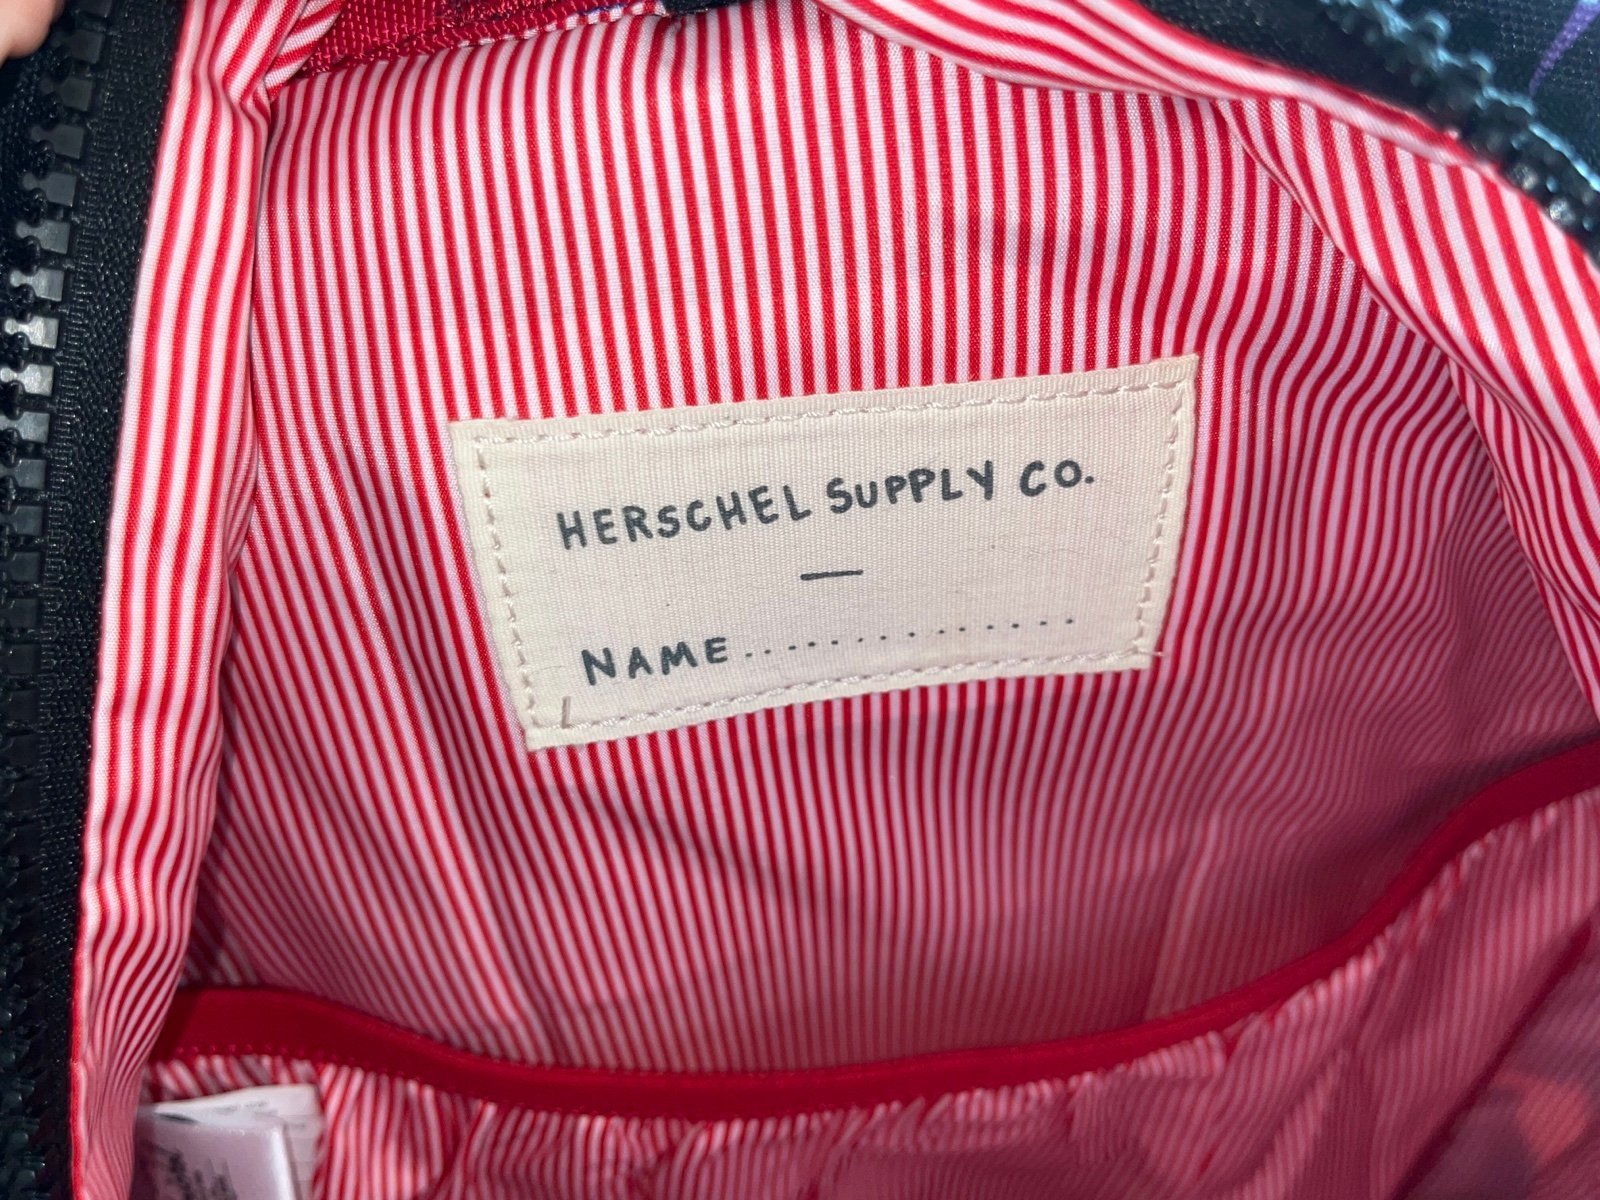 HERSCHEL SUPPLY CO.
—
NAME..............